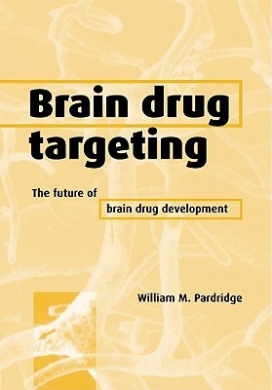 Brain drug
targeting
The future of
brain drug development
William M. Pardridge